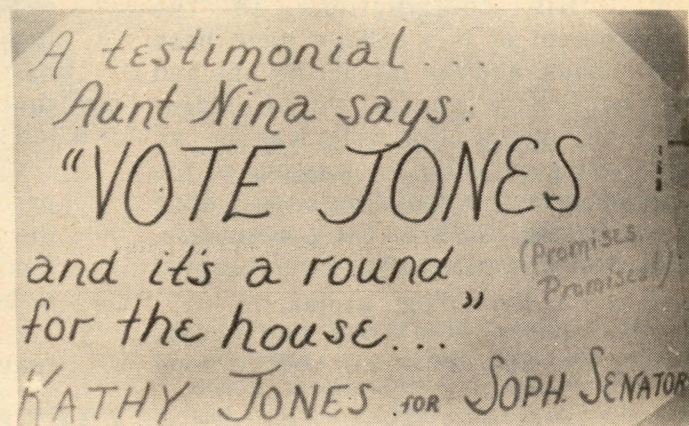 A testimonial...
Aunt Nina says:
"VOTE JONES
and it's a round
for the house..."
(Promises,
Promises!)
KATHY JONES FOR SOPH. SENATOR